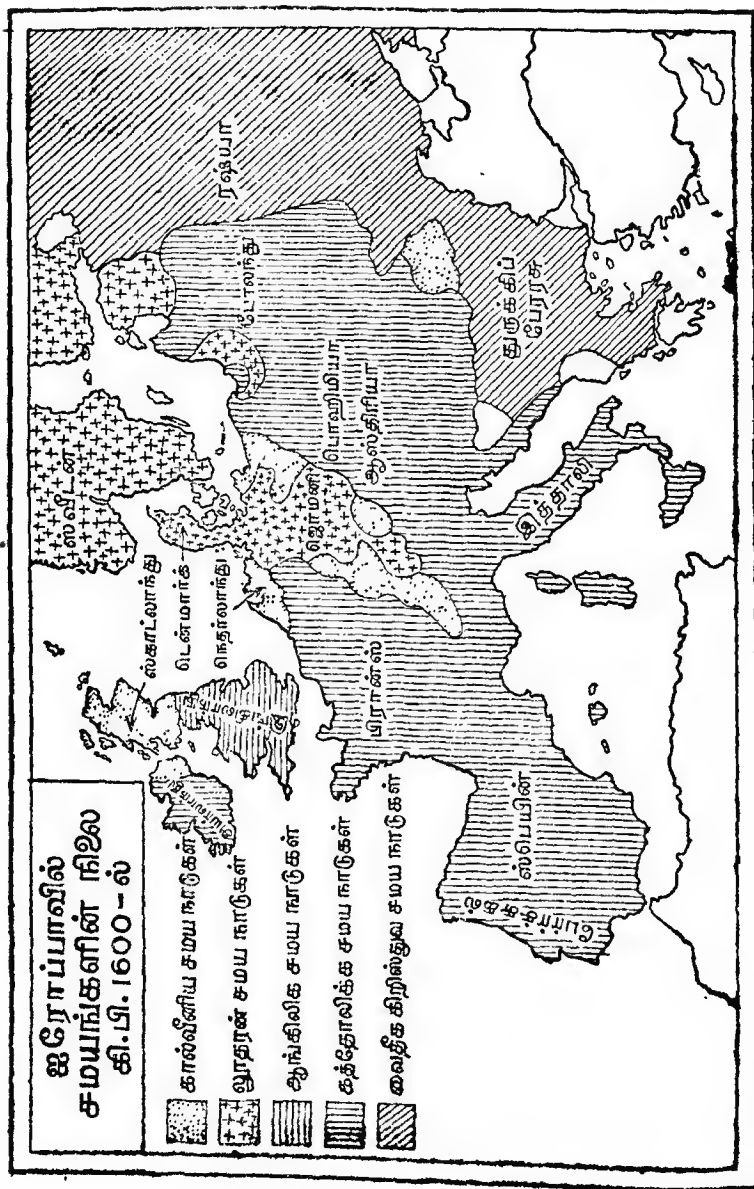 ஐரோப்பாவில்
சமயங்களின் நிலை
கி.பி. 1600-ல்
கால்வீனிய சமய நாடுகள்
லூதரன் சமய நாடுகள்
ஆங்கிலிக சமய நாடுகள்
கத்தோலிக்க சமய நாடுகள்
வைதீக கிறிஸ்துவ சமய நாடுகள்
ஸ்காட்லாந்து
டென்மார்க்
நெதர்லாந்து
ஸ்வீடன்
ரஷ்யா
போலந்து
ஜெர்மனி
பொஹிமியா
ஆஸ்திரியா
துருக்கிப்
பேரரசு
பிரான்ஸ்
இத்தாலி
ஸ்பெயின்
போர்ச்சுகல்